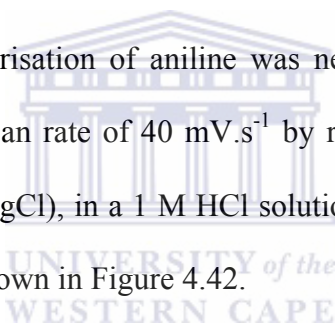 risation of aniline was ne
an rate of 40 mV.s-1 by
gCl), in a 1 M HCl soluti
UNIVERSITY of the
own in Figure 4.42.
WESTERN CAPE